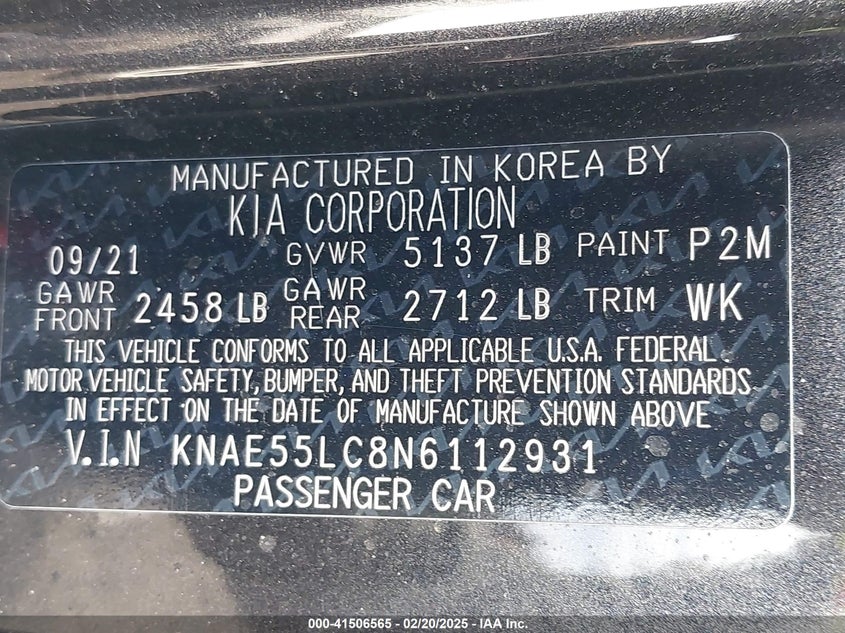 MANUFACTURED IN KOREA BY
KIA CORPORATION
09/21 GVWR 5137 LB PAINT P2M
GAWR FRONT 2458 LB GAWR REAR 2712 LB TRIM WK
THIS VEHICLE CONFORMS TO ALL APPLICABLE U.S.A. FEDERAL
MOTOR VEHICLE SAFETY, BUMPER, AND THEFT PREVENTION STANDARDS
IN EFFECT ON THE DATE OF MANUFACTURE SHOWN ABOVE
V.I.N KNAE55LC8N6112931
PASSENGER CAR
000-41506565 - 02/20/2025 - IAA Inc.